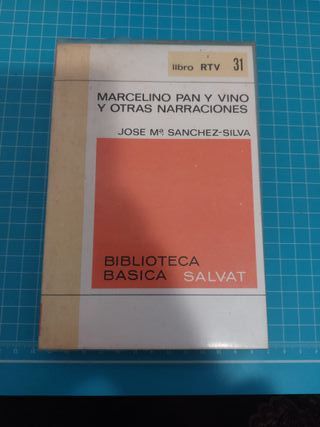 libro RTV 31
MARCELINO PAN Y VINO
Y OTRAS NARRACIONES
JOSE Mª SANCHEZ-SILVA
BIBLIOTECA
BASICA SALVAT